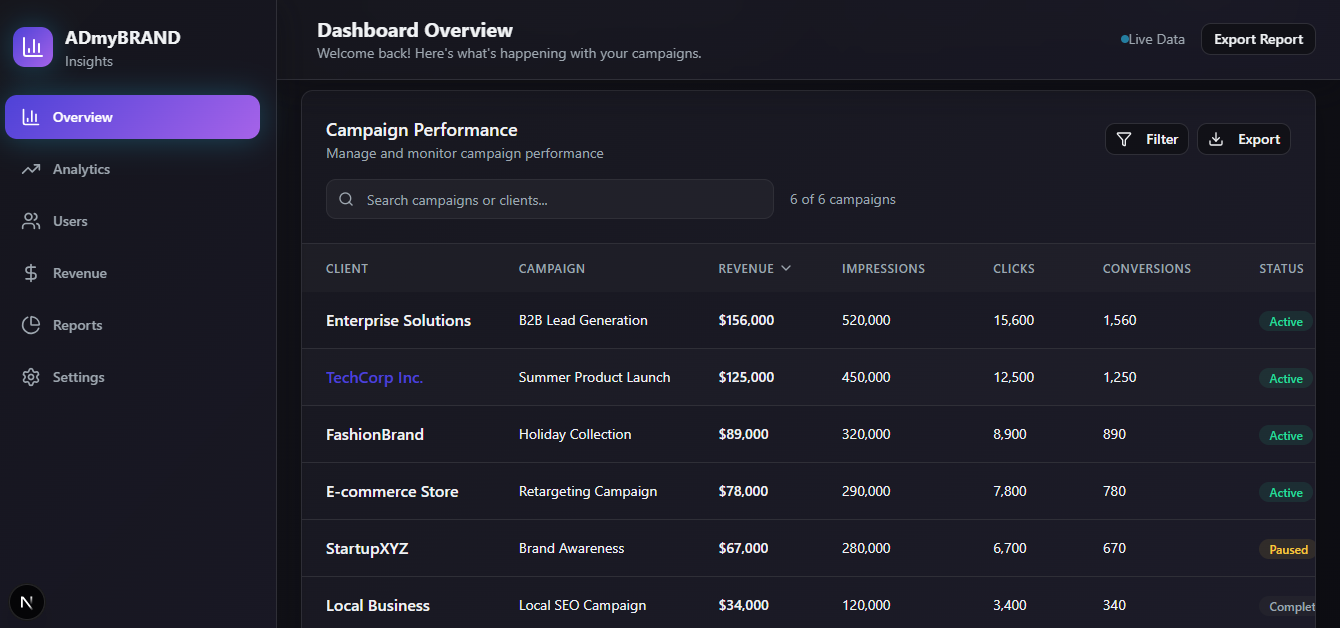 ADmyBRAND
Insights
Overview
Analytics
Users
Revenue
Reports
Settings
N
Dashboard Overview
Welcome back! Here's what's happening with your campaigns.
Live Data
Export Report
Campaign Performance
Manage and monitor campaign performance
Filter
Export
Search campaigns or clients...
6 of 6 campaigns
CLIENT CAMPAIGN REVENUE IMPRESSIONS CLICKS CONVERSIONS STATUS
Enterprise Solutions B2B Lead Generation $156,000 520,000 15,600 1,560 Active
TechCorp Inc. Summer Product Launch $125,000 450,000 12,500 1,250 Active
FashionBrand Holiday Collection $89,000 320,000 8,900 890 Active
E-commerce Store Retargeting Campaign $78,000 290,000 7,800 780 Active
StartupXYZ Brand Awareness $67,000 280,000 6,700 670 Paused
Local Business Local SEO Campaign $34,000 120,000 3,400 340 Complet